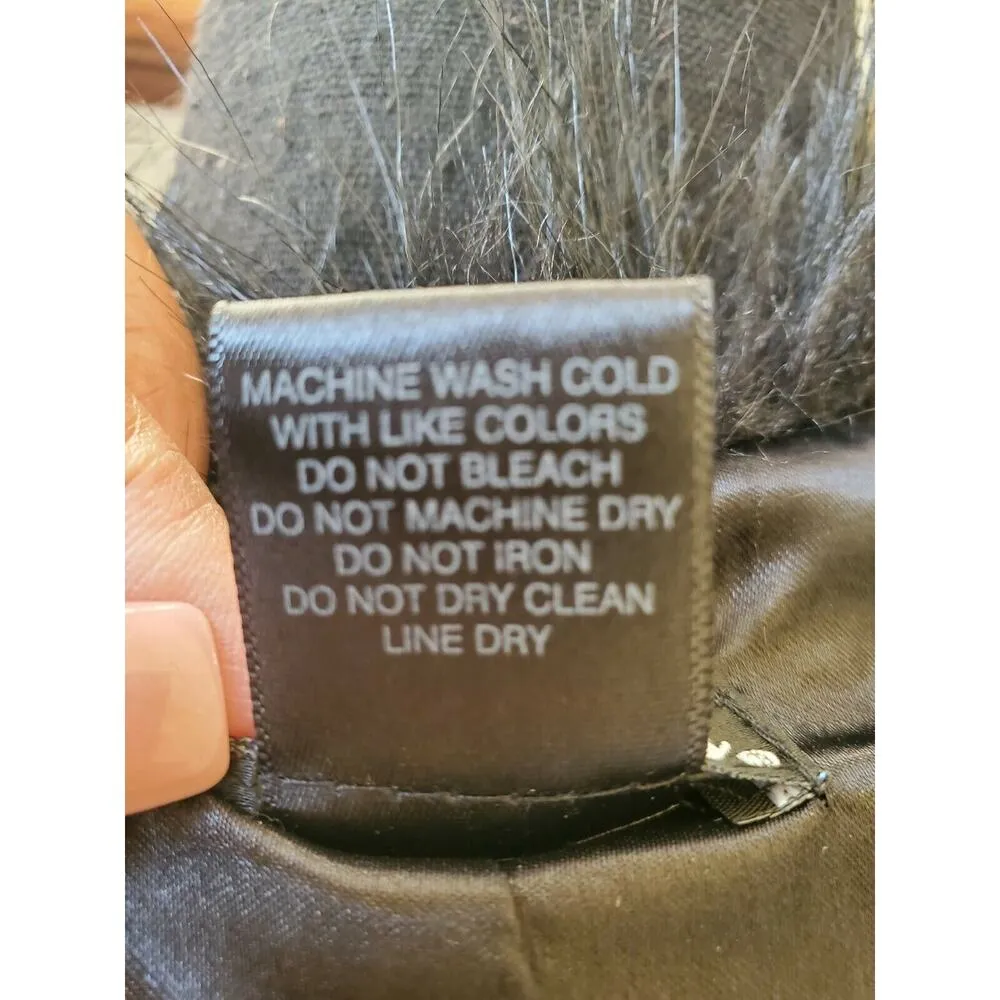 MACHINE WASH COLD
WITH LIKE COLORS
DO NOT BLEACH
DO NOT MACHINE DRY
DO NOT IRON
DO NOT DRY CLEAN
LINE DRY